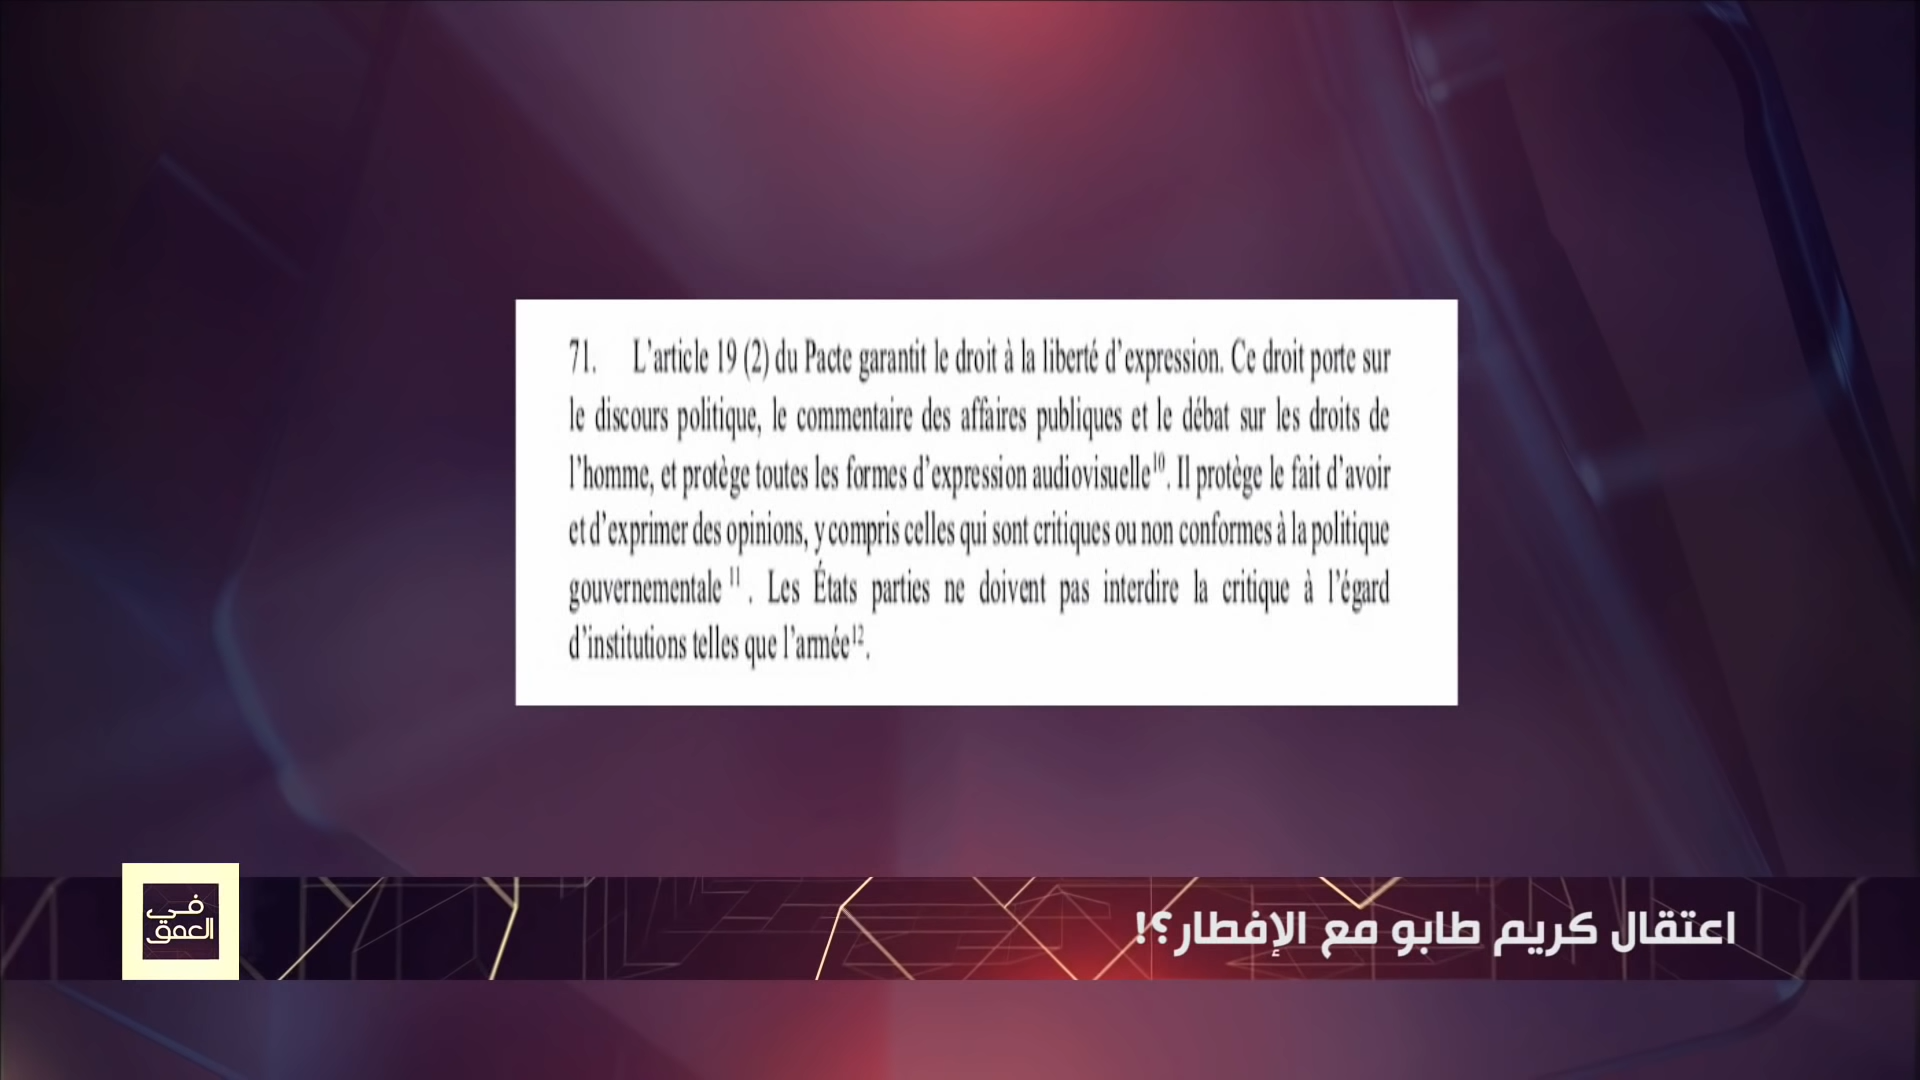 71. L’article 19 (2) du Pacte garantit le droit à la liberté d’expression. Ce droit porte sur
le discours politique, le commentaire des affaires publiques et le débat sur les droits de
l’homme, et protège toutes les formes d’expression audiovisuelle¹⁰. Il protège le fait d’avoir
et d’exprimer des opinions, y compris celles qui sont critiques ou non conformes à la politique
gouvernementale ¹¹ . Les États parties ne doivent pas interdire la critique à l’égard
d’institutions telles que l’armée¹².
اعتقال كريم طابو مع الإفطار؟!
في
العمق